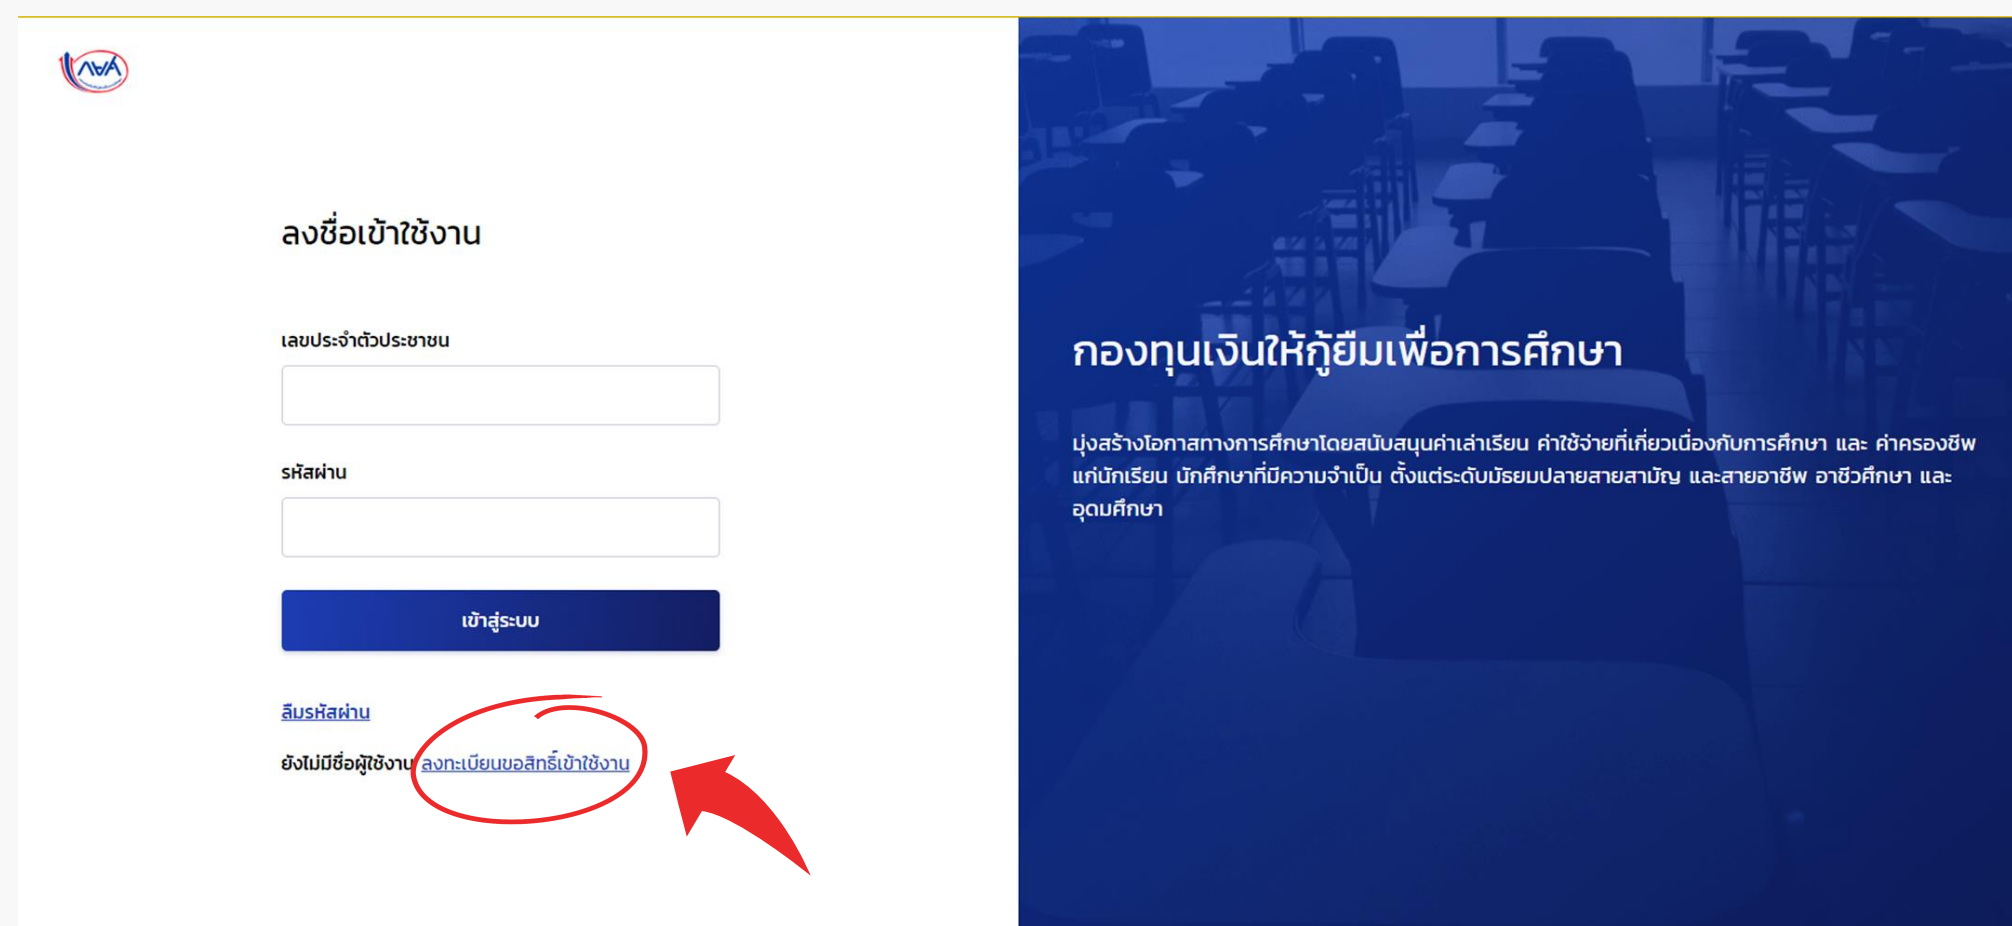 กยศ
ลงชื่อเข้าใช้งาน
เลขประจำตัวประชาชน
รหัสผ่าน
เข้าสู่ระบบ
ลืมรหัสผ่าน
ยังไม่มีชื่อผู้ใช้งาน ลงทะเบียนขอสิทธิ์เข้าใช้งาน
กองทุนเงินให้กู้ยืมเพื่อการศึกษา
มุ่งสร้างโอกาสทางการศึกษาโดยสนับสนุนค่าเล่าเรียน ค่าใช้จ่ายที่เกี่ยวเนื่องกับการศึกษา และ ค่าครองชีพ
แก่นักเรียน นักศึกษาที่มีความจำเป็น ตั้งแต่ระดับมัธยมปลายสายสามัญ และสายอาชีพ อาชีวศึกษา และ
อุดมศึกษา